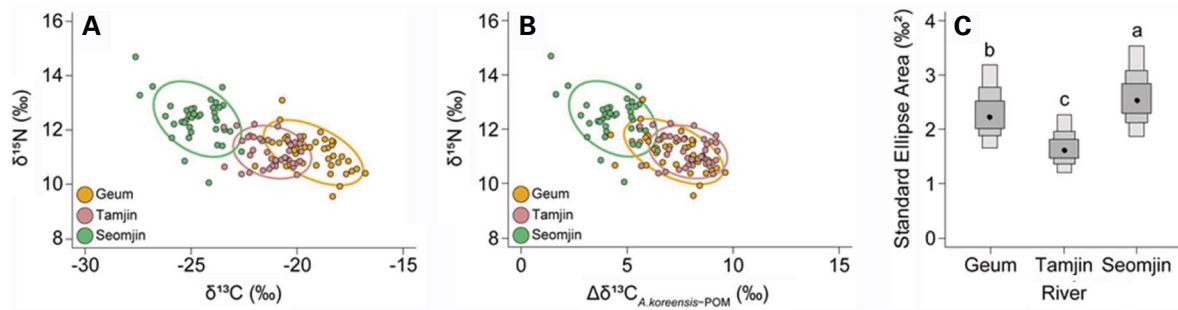 A
δ¹⁵N (‰)
16
14
12
10
8
Geum
Tamjin
Seomjin
-30
-25
-20
-15
δ¹³C (‰)
B
δ¹⁵N (‰)
16
14
12
10
8
Geum
Tamjin
Seomjin
0
5
10
15
Δδ¹³C A.koreensis–POM (‰)
C
Standard Ellipse Area (‰²)
4
3
2
1
0
b
c
a
Geum Tamjin Seomjin
River